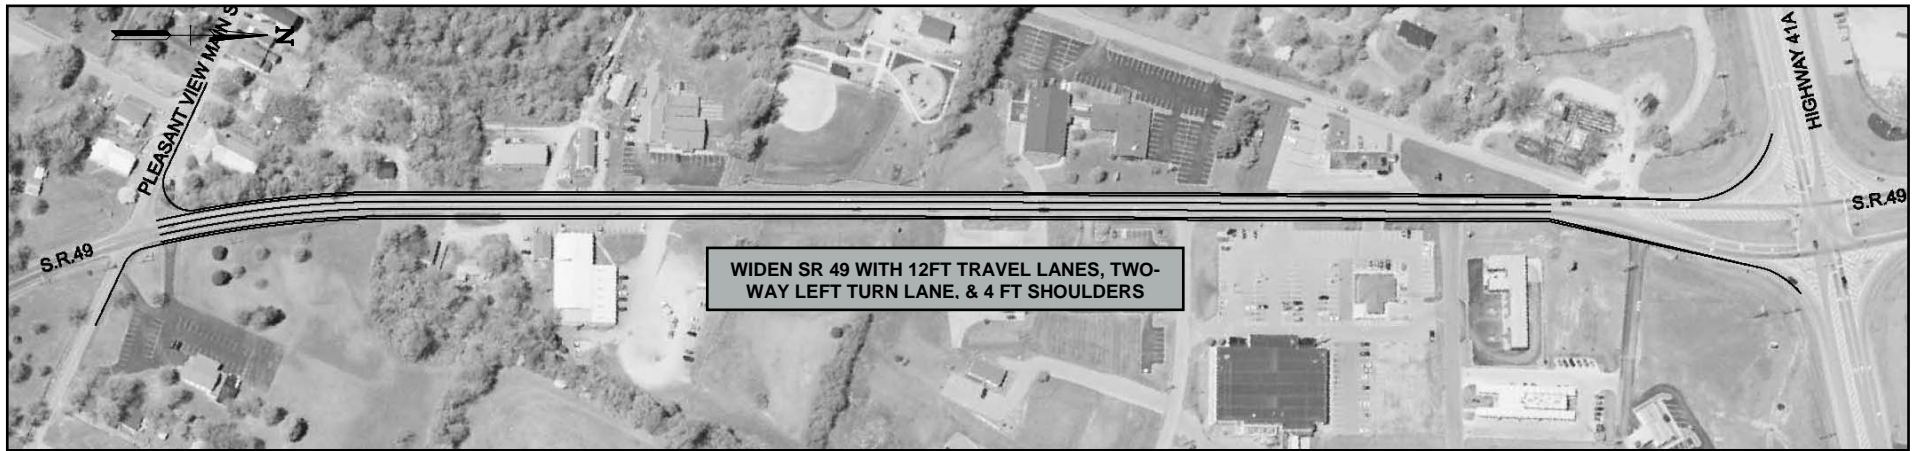 N
PLEASANT VIEW MAIN S
HIGHWAY 41A
S.R.49
S.R.49
WIDEN SR 49 WITH 12FT TRAVEL LANES, TWO-
WAY LEFT TURN LANE, & 4 FT SHOULDERS